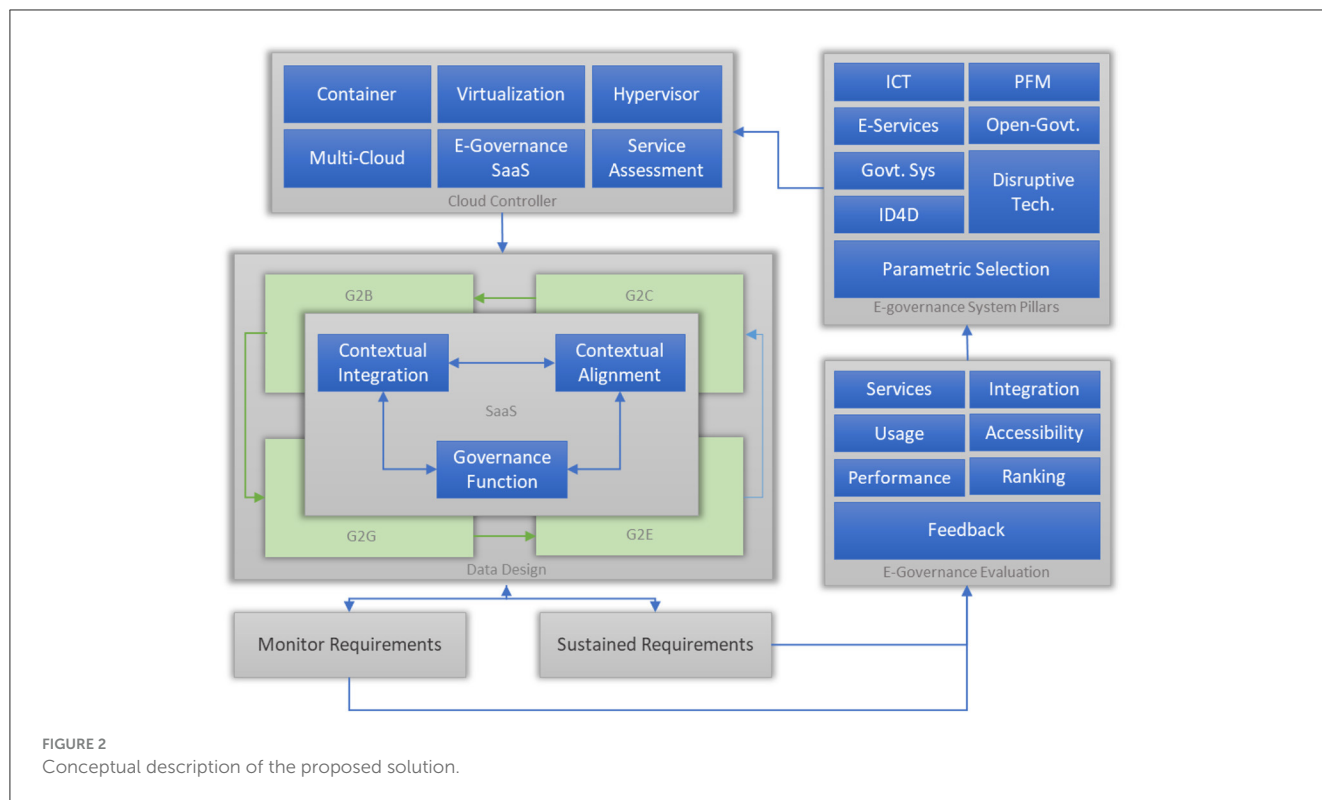 Container
Virtualization
Hypervisor
Multi-Cloud
E-Governance
SaaS
Service
Assessment
Cloud Controller
ICT
PFM
E-Services
Open-Govt.
Govt. Sys
Disruptive
Tech.
ID4D
Parametric Selection
E-governance System Pillars
G2B
G2C
Contextual
Integration
Contextual
Alignment
SaaS
Governance
Function
G2G
G2E
Data Design
Services
Integration
Usage
Accessibility
Performance
Ranking
Feedback
E-Governance Evaluation
Monitor Requirements
Sustained Requirements
FIGURE 2
Conceptual description of the proposed solution.